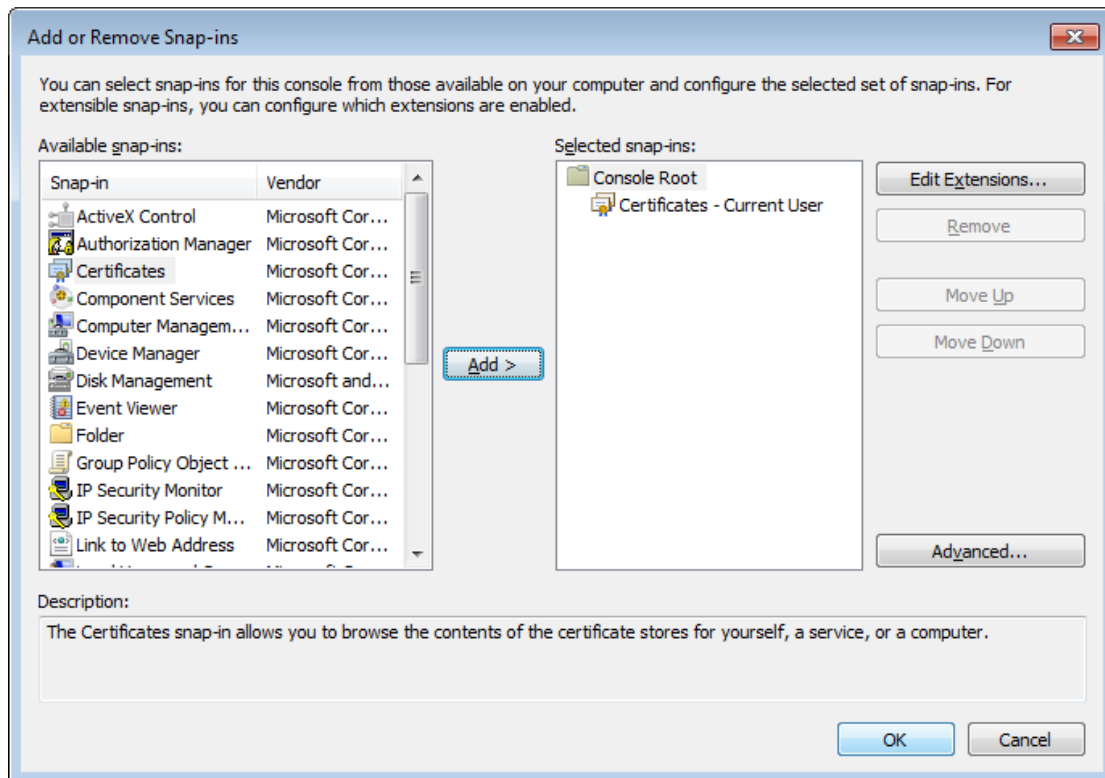 Add or Remove Snap-ins
You can select snap-ins for this console from those available on your computer and configure the selected set of snap-ins. For
extensible snap-ins, you can configure which extensions are enabled.
Available snap-ins:
Selected snap-ins:
Snap-in Vendor
ActiveX Control Microsoft Cor...
Authorization Manager Microsoft Cor...
Certificates Microsoft Cor...
Component Services Microsoft Cor...
Computer Managem... Microsoft Cor...
Device Manager Microsoft Cor...
Disk Management Microsoft and...
Event Viewer Microsoft Cor...
Folder Microsoft Cor...
Group Policy Object ... Microsoft Cor...
IP Security Monitor Microsoft Cor...
IP Security Policy M... Microsoft Cor...
Link to Web Address Microsoft Cor...
Add >
Console Root
Certificates - Current User
Edit Extensions...
Remove
Move Up
Move Down
Advanced...
Description:
The Certificates snap-in allows you to browse the contents of the certificate stores for yourself, a service, or a computer.
OK
Cancel